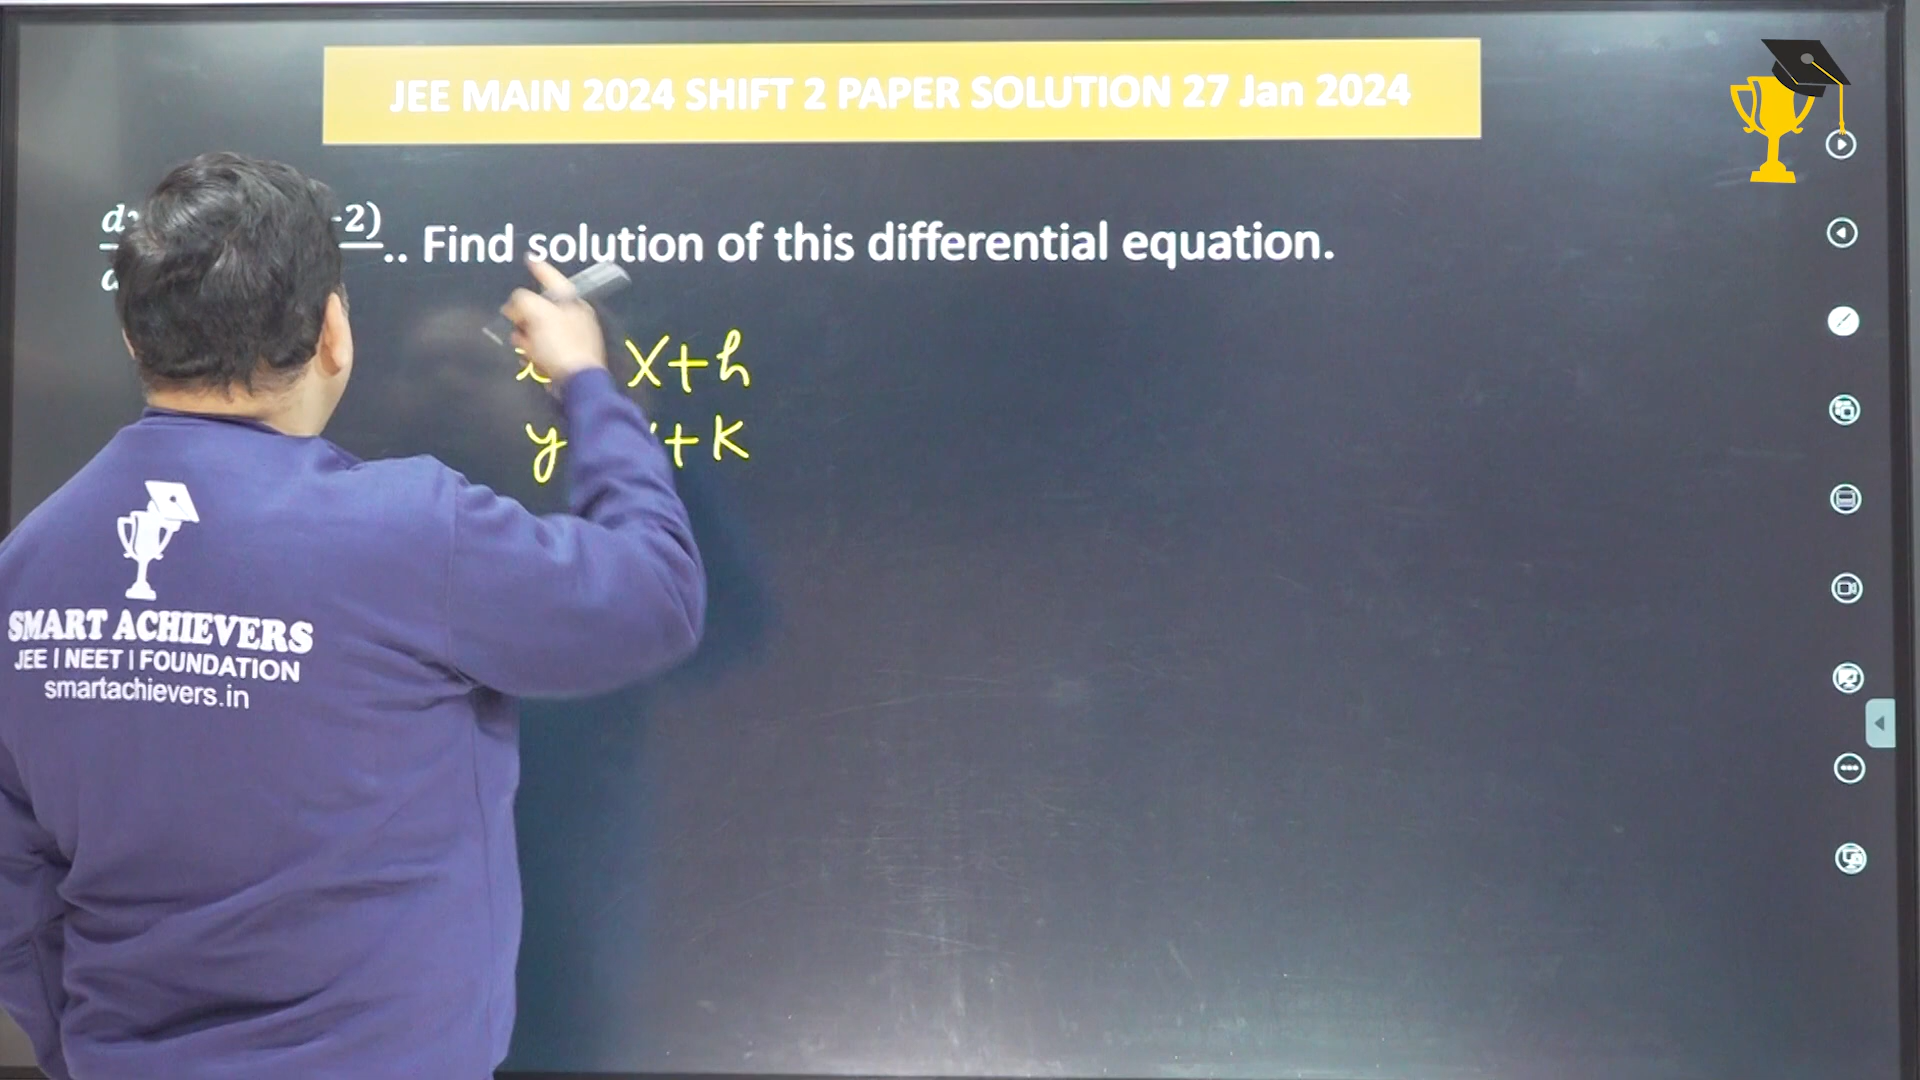 JEE MAIN 2024 SHIFT 2 PAPER SOLUTION 27 Jan 2024
-2)
.. Find solution of this differential equation.
X+h
y +K
SMART ACHIEVERS
JEE | NEET | FOUNDATION
smartachievers.in